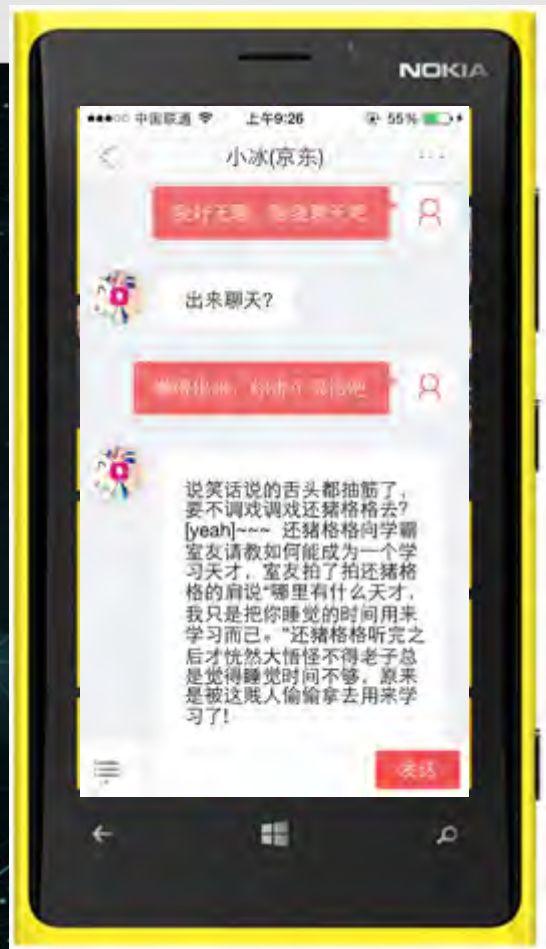 NOKIA
中国联通 上午9:26 55%
小冰(京东)
出来聊天?
说笑话说的舌头都抽筋了,
要不调戏调戏还猪格格去?
[yeah]~~~ 还猪格格向学霸
室友请教如何能成为一个学
习天才，室友拍了拍还猪格
格的肩说“哪里有什么天才，
我只是把你睡觉的时间用来
学习而已。”还猪格格听完之
后才恍然大悟怪不得老子总
是觉得睡觉时间不够，原来
是被这贱人偷偷拿去用来学
习了!
发送